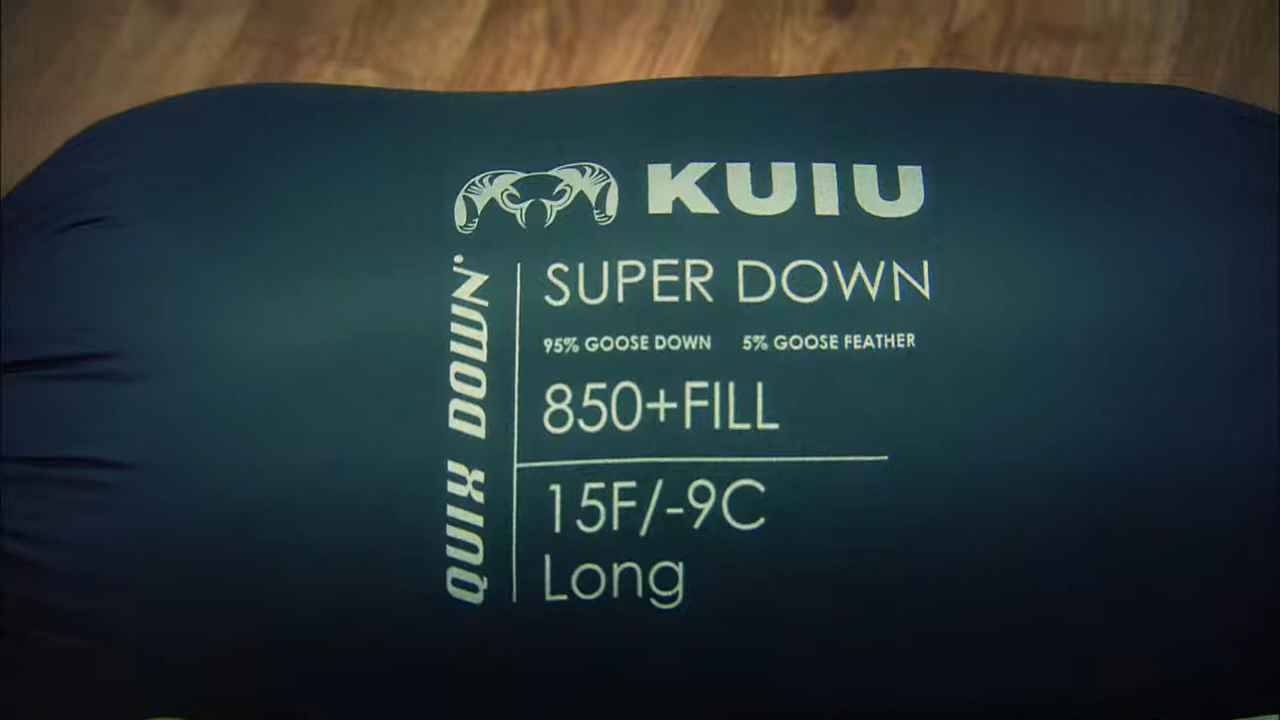 KUIU
QUIX DOWN
SUPER DOWN
95% GOOSE DOWN 5% GOOSE FEATHER
850+FILL
15F/-9C
Long